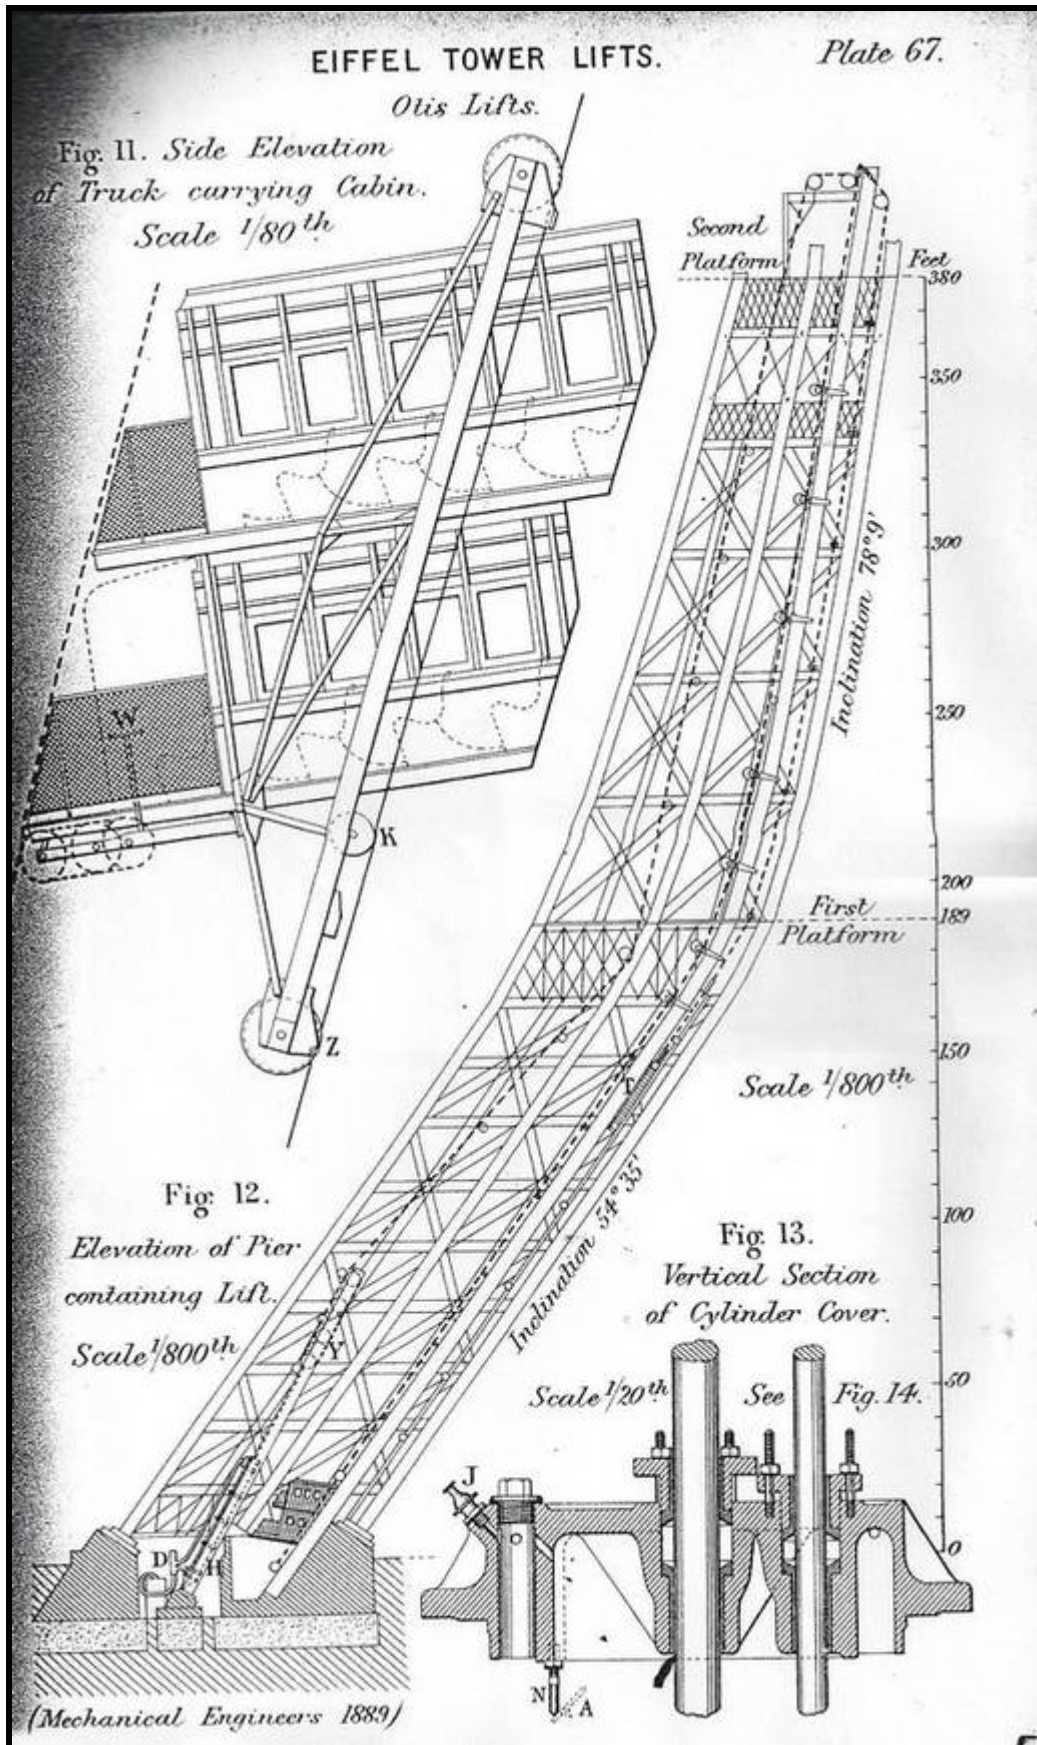 EIFFEL TOWER LIFTS.
Plate 67.
Otis Lifts.
Fig. 11. Side Elevation
of Truck carrying Cabin.
Scale 1/80th
Second
Platform
Feet
380
350
300
Inclination 78°9'
250
W
K
200
First
189
Platform
Z
150
T
Scale 1/800th
Inclination 54°35'
Fig. 12.
Elevation of Pier
containing Lift.
Scale 1/800th
100
Fig. 13.
Vertical Section
of Cylinder Cover.
Y
Scale 1/20th
See Fig. 14.
50
J
D
H
0
N
A
(Mechanical Engineers 1889)